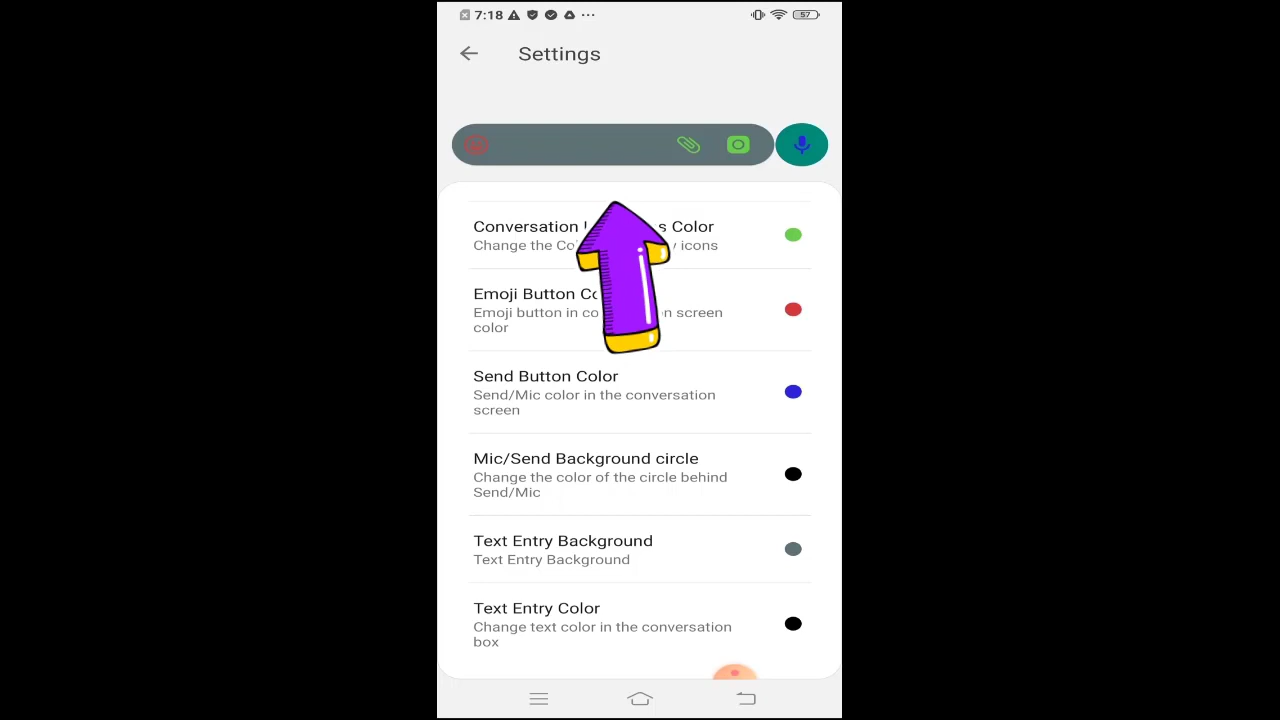 7:18
57
Settings
Conversation s Color
Change the Co y icons
Emoji Button Co
Emoji button in co n screen
color
Send Button Color
Send/Mic color in the conversation
screen
Mic/Send Background circle
Change the color of the circle behind
Send/Mic
Text Entry Background
Text Entry Background
Text Entry Color
Change text color in the conversation
box